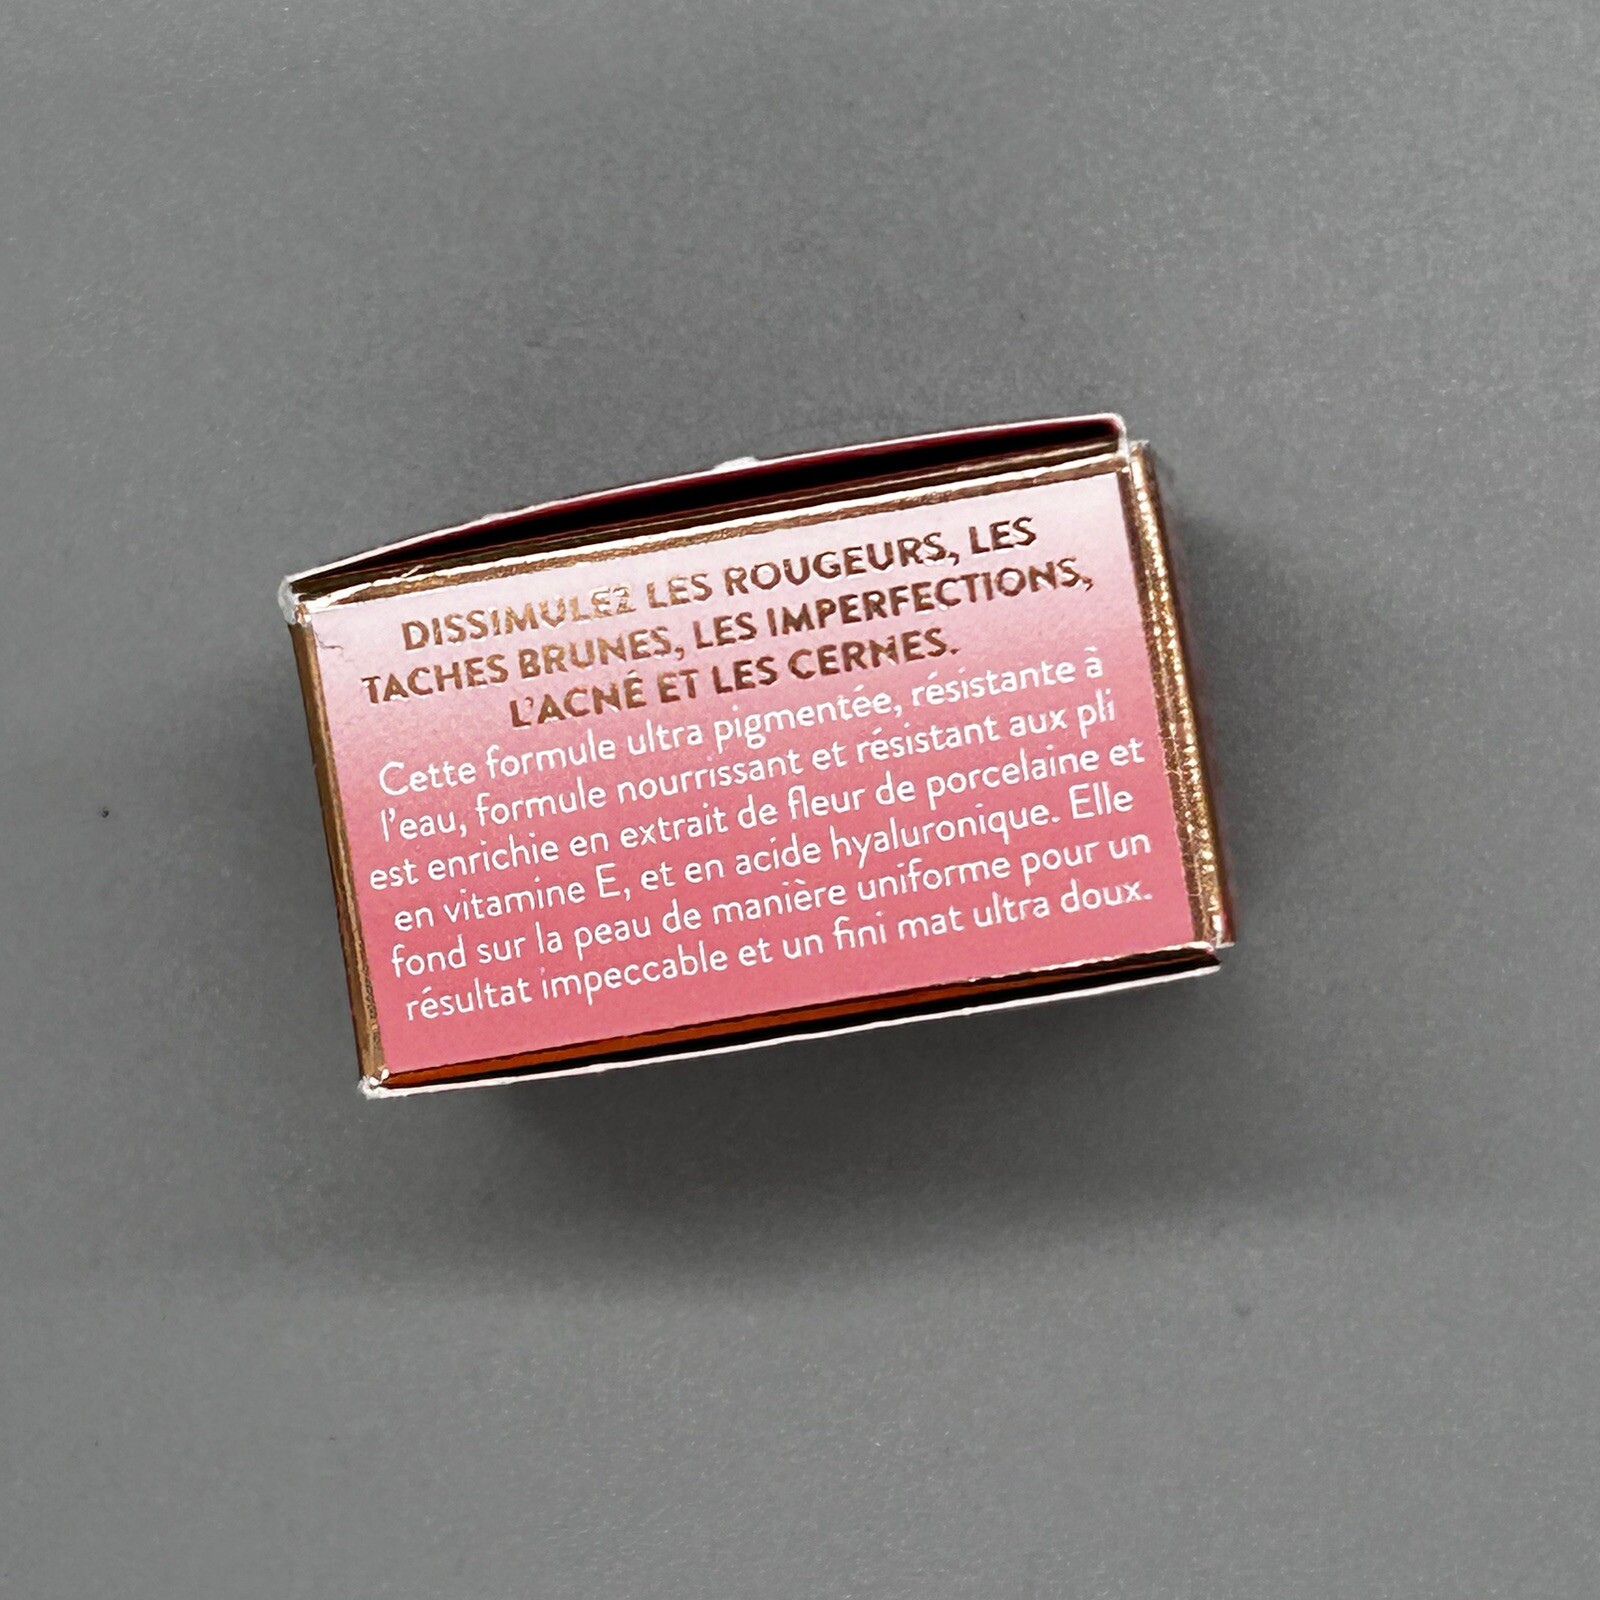 DISSIMULEZ LES ROUGEURS, LES
TACHES BRUNES, LES IMPERFECTIONS,
L'ACNÉ ET LES CERNES.
Cette formule ultra pigmentée, résistante à
l'eau, formule nourrissant et résistant aux pli
est enrichie en extrait de fleur de porcelaine et
en vitamine E, et en acide hyaluronique. Elle
fond sur la peau de manière uniforme pour un
résultat impeccable et un fini mat ultra doux.